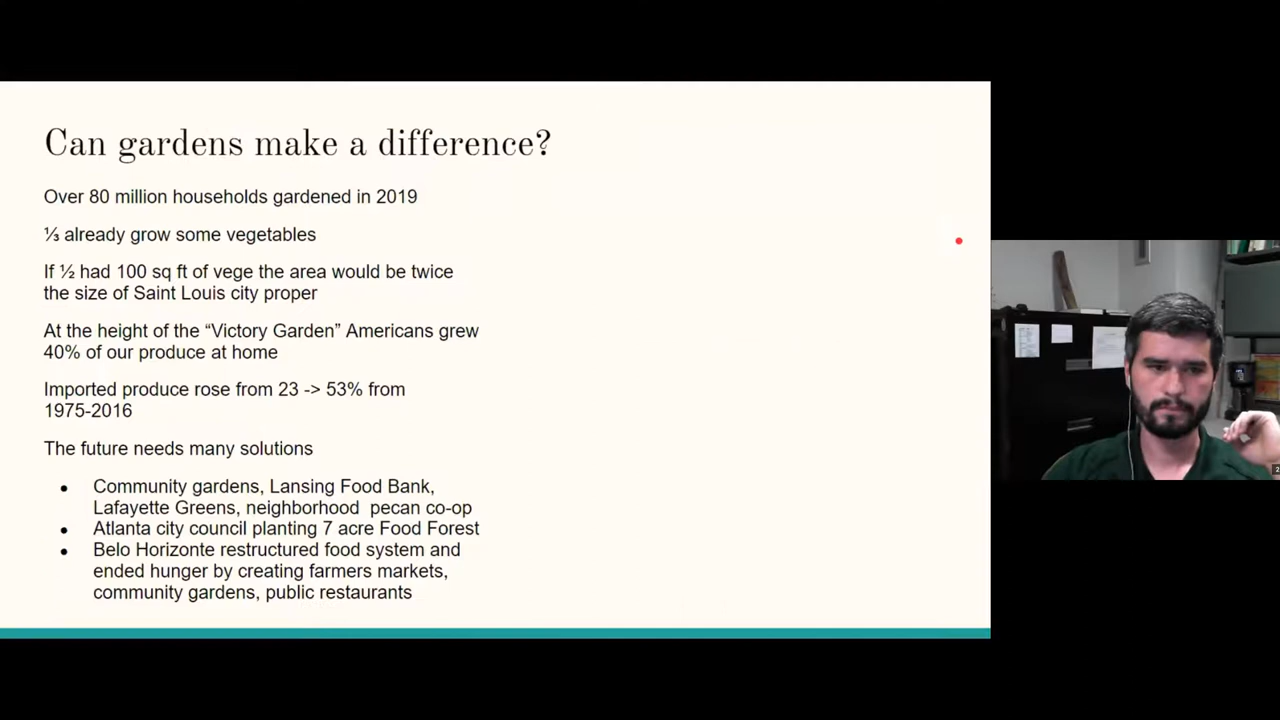 Can gardens make a difference?
Over 80 million households gardened in 2019
⅓ already grow some vegetables
If ½ had 100 sq ft of vege the area would be twice
the size of Saint Louis city proper
At the height of the “Victory Garden” Americans grew
40% of our produce at home
Imported produce rose from 23 -> 53% from
1975-2016
The future needs many solutions
● Community gardens, Lansing Food Bank,
Lafayette Greens, neighborhood pecan co-op
● Atlanta city council planting 7 acre Food Forest
● Belo Horizonte restructured food system and
ended hunger by creating farmers markets,
community gardens, public restaurants